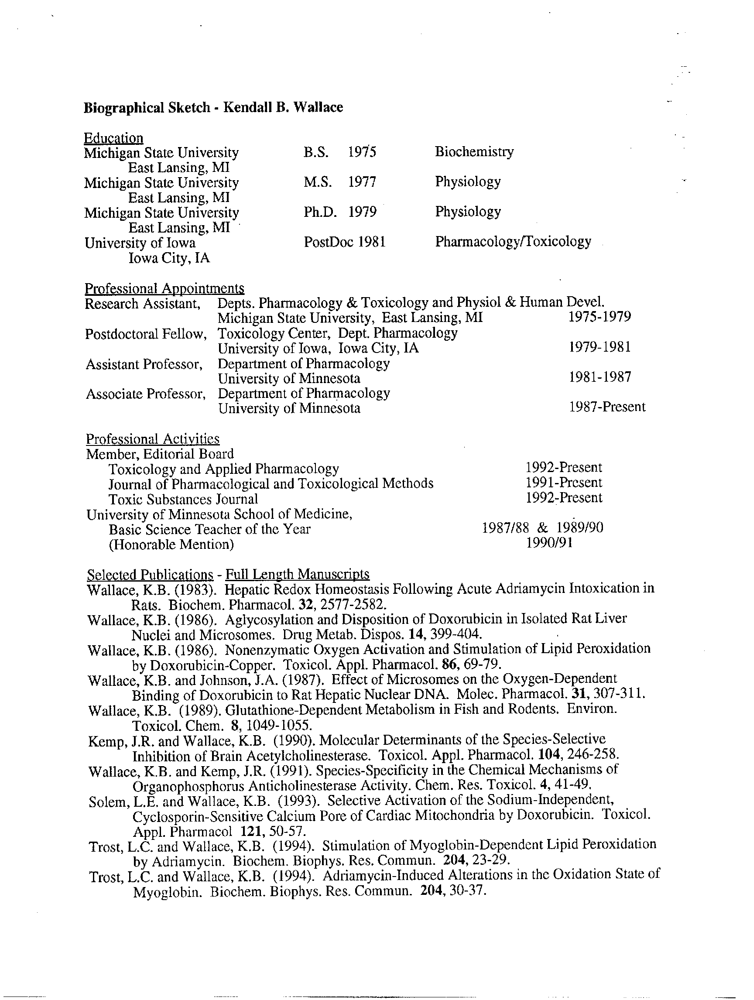 Biographical Sketch - Kendall B. Wallace
Education
Michigan State University B.S. 1975 Biochemistry
East Lansing, MI
Michigan State University M.S. 1977 Physiology
East Lansing, MI
Michigan State University Ph.D. 1979 Physiology
East Lansing, MI
University of Iowa PostDoc 1981 Pharmacology/Toxicology
Iowa City, IA
Professional Appointments
Research Assistant, Depts. Pharmacology & Toxicology and Physiol & Human Devel.
Michigan State University, East Lansing, MI 1975-1979
Postdoctoral Fellow, Toxicology Center, Dept. Pharmacology
University of Iowa, Iowa City, IA 1979-1981
Assistant Professor, Department of Pharmacology
University of Minnesota 1981-1987
Associate Professor, Department of Pharmacology
University of Minnesota 1987-Present
Professional Activities
Member, Editorial Board
Toxicology and Applied Pharmacology 1992-Present
Journal of Pharmacological and Toxicological Methods 1991-Present
Toxic Substances Journal 1992-Present
University of Minnesota School of Medicine,
Basic Science Teacher of the Year 1987/88 & 1989/90
(Honorable Mention) 1990/91
Selected Publications - Full Length Manuscripts
Wallace, K.B. (1983). Hepatic Redox Homeostasis Following Acute Adriamycin Intoxication in
Rats. Biochem. Pharmacol. 32, 2577-2582.
Wallace, K.B. (1986). Aglycosylation and Disposition of Doxorubicin in Isolated Rat Liver
Nuclei and Microsomes. Drug Metab. Dispos. 14, 399-404.
Wallace, K.B. (1986). Nonenzymatic Oxygen Activation and Stimulation of Lipid Peroxidation
by Doxorubicin-Copper. Toxicol. Appl. Pharmacol. 86, 69-79.
Wallace, K.B. and Johnson, J.A. (1987). Effect of Microsomes on the Oxygen-Dependent
Binding of Doxorubicin to Rat Hepatic Nuclear DNA. Molec. Pharmacol. 31, 307-311.
Wallace, K.B. (1989). Glutathione-Dependent Metabolism in Fish and Rodents. Environ.
Toxicol. Chem. 8, 1049-1055.
Kemp, J.R. and Wallace, K.B. (1990). Molecular Determinants of the Species-Selective
Inhibition of Brain Acetylcholinesterase. Toxicol. Appl. Pharmacol. 104, 246-258.
Wallace, K.B. and Kemp, J.R. (1991). Species-Specificity in the Chemical Mechanisms of
Organophosphorus Anticholinesterase Activity. Chem. Res. Toxicol. 4, 41-49.
Solem, L.E. and Wallace, K.B. (1993). Selective Activation of the Sodium-Independent,
Cyclosporin-Sensitive Calcium Pore of Cardiac Mitochondria by Doxorubicin. Toxicol.
Appl. Pharmacol 121, 50-57.
Trost, L.C. and Wallace, K.B. (1994). Stimulation of Myoglobin-Dependent Lipid Peroxidation
by Adriamycin. Biochem. Biophys. Res. Commun. 204, 23-29.
Trost, L.C. and Wallace, K.B. (1994). Adriamycin-Induced Alterations in the Oxidation State of
Myoglobin. Biochem. Biophys. Res. Commun. 204, 30-37.